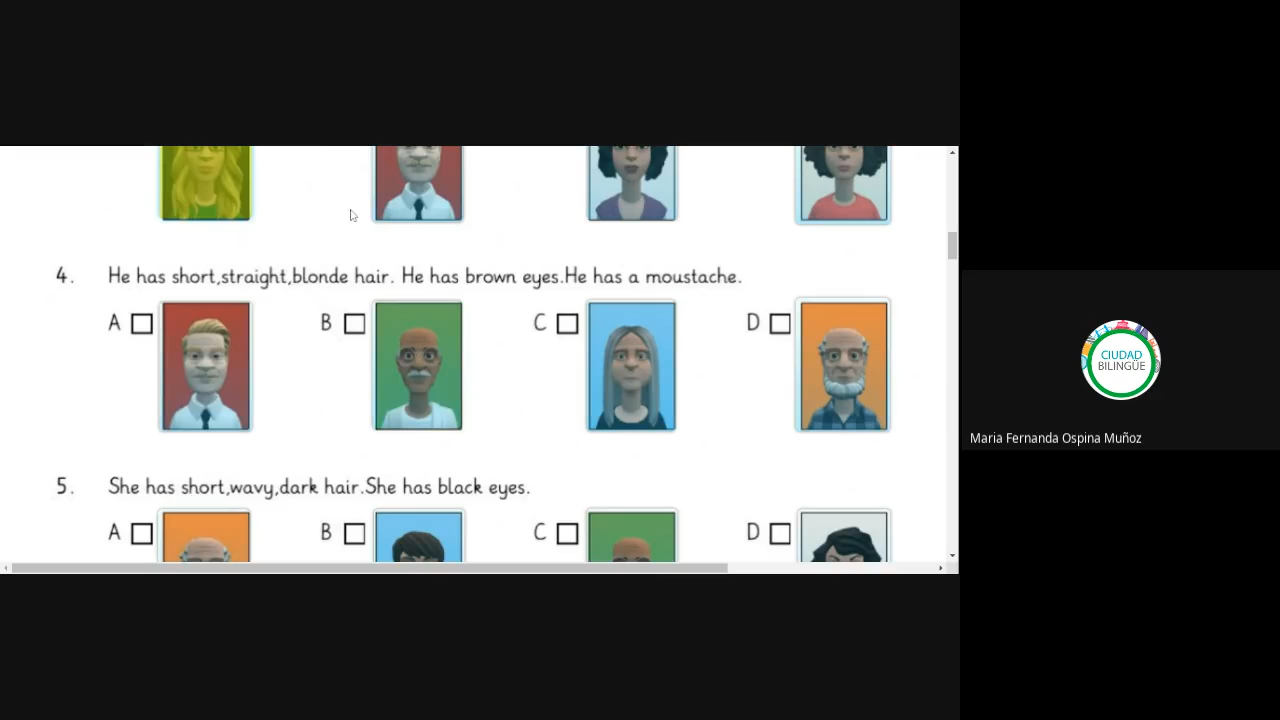 4. He has short,straight,blonde hair. He has brown eyes.He has a moustache.
A B C D
5. She has short,wavy,dark hair.She has black eyes.
A B C D
CIUDAD
BILINGÜE
Maria Fernanda Ospina Muñoz